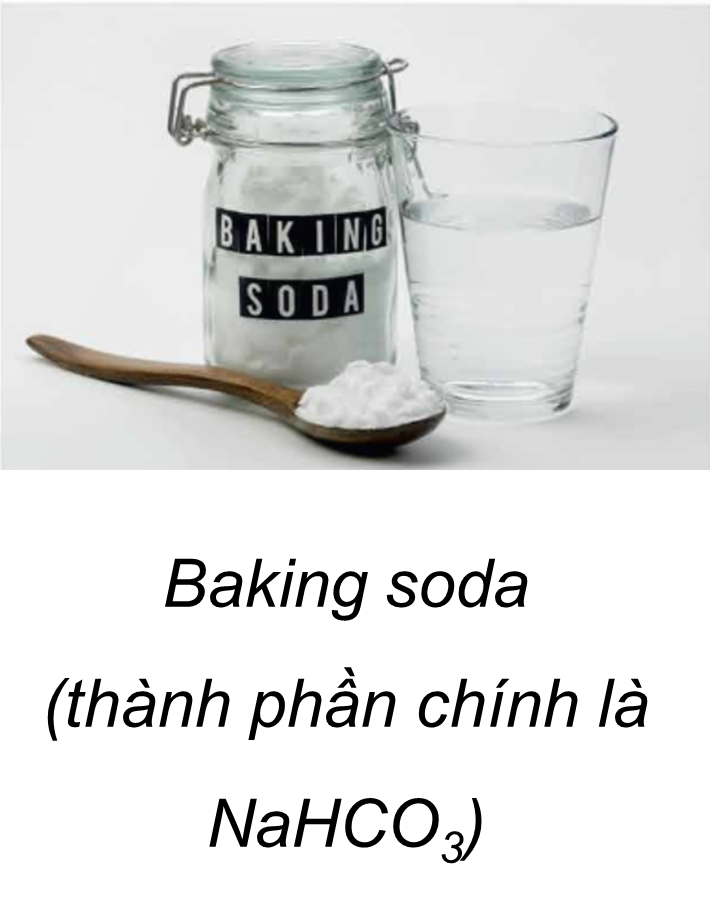 BAKING
SODA
Baking soda
(thành phần chính là
NaHCO₃)